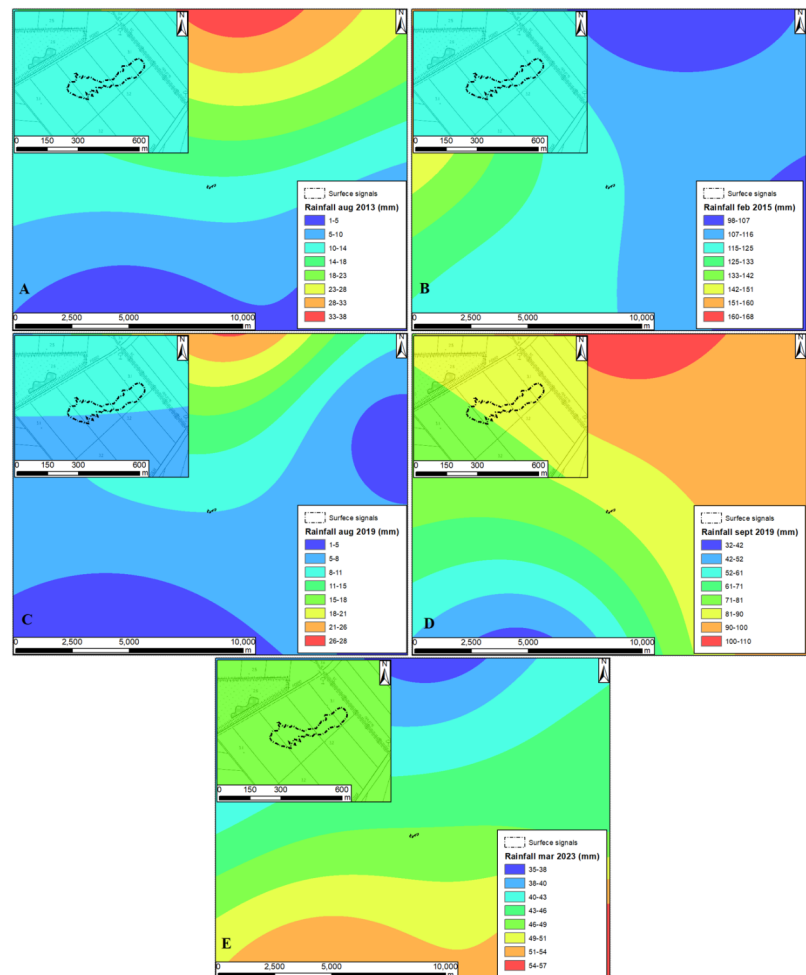 N
N
0 150 300 600
m
Surfece signals
Rainfall aug 2013 (mm)
1-5
5-10
10-14
14-18
18-23
23-28
28-33
33-38
A
0 2,500 5,000 10,000
m
N
N
0 150 300 600
m
Surfece signals
Rainfall feb 2015 (mm)
98-107
107-116
115-125
125-133
133-142
142-151
151-160
160-168
B
0 2,500 5,000 10,000
m
N
N
0 150 300 600
m
Surfece signals
Rainfall aug 2019 (mm)
1-5
5-8
8-11
11-15
15-18
18-21
21-26
26-28
C
0 2,500 5,000 10,000
m
N
N
0 150 300 600
m
Surfece signals
Rainfall sept 2019 (mm)
32-42
42-52
52-61
61-71
71-81
81-90
90-100
100-110
D
0 2,500 5,000 10,000
m
N
N
0 150 300 600
m
Surfece signals
Rainfall mar 2023 (mm)
35-38
38-40
40-43
43-46
46-49
49-51
51-54
54-57
E
0 2,500 5,000 10,000
m